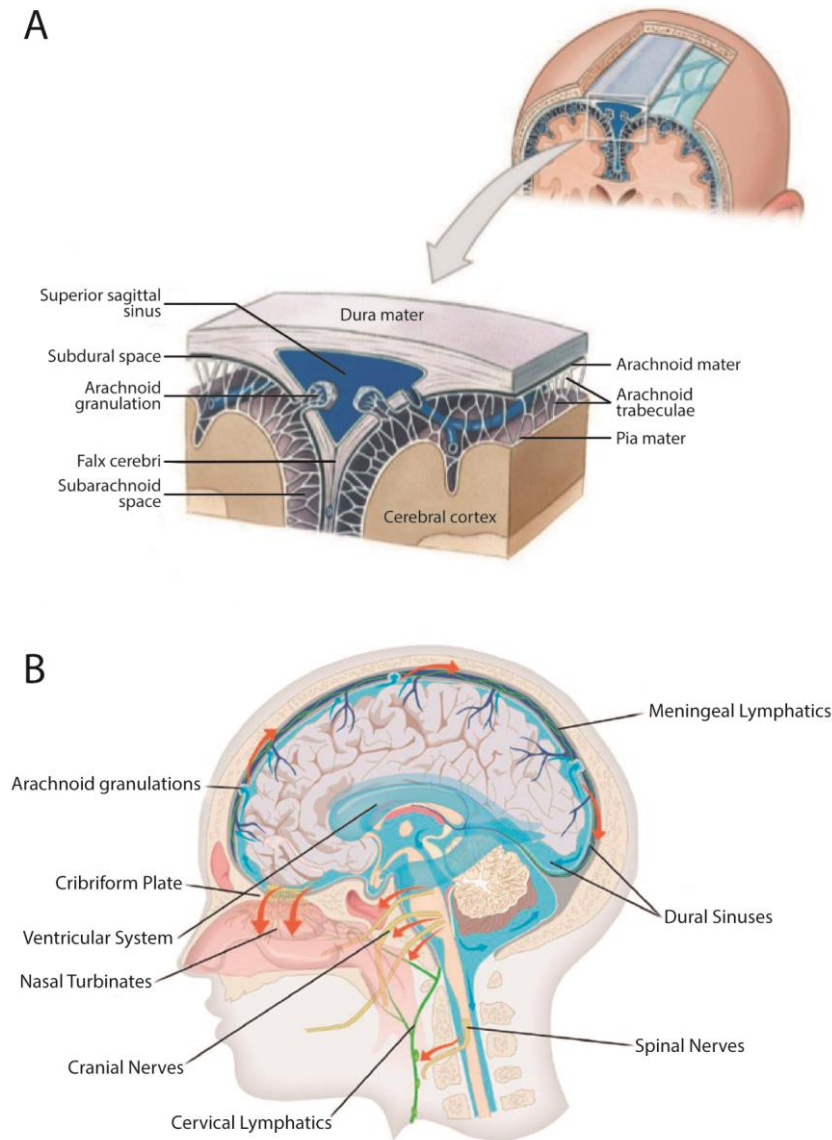 A
Superior sagittal
sinus
Dura mater
Subdural space
Arachnoid mater
Arachnoid
granulation
Arachnoid
trabeculae
Pia mater
Falx cerebri
Subarachnoid
space
Cerebral cortex
B
Meningeal Lymphatics
Arachnoid granulations
Cribriform Plate
Dural Sinuses
Ventricular System
Nasal Turbinates
Spinal Nerves
Cranial Nerves
Cervical Lymphatics